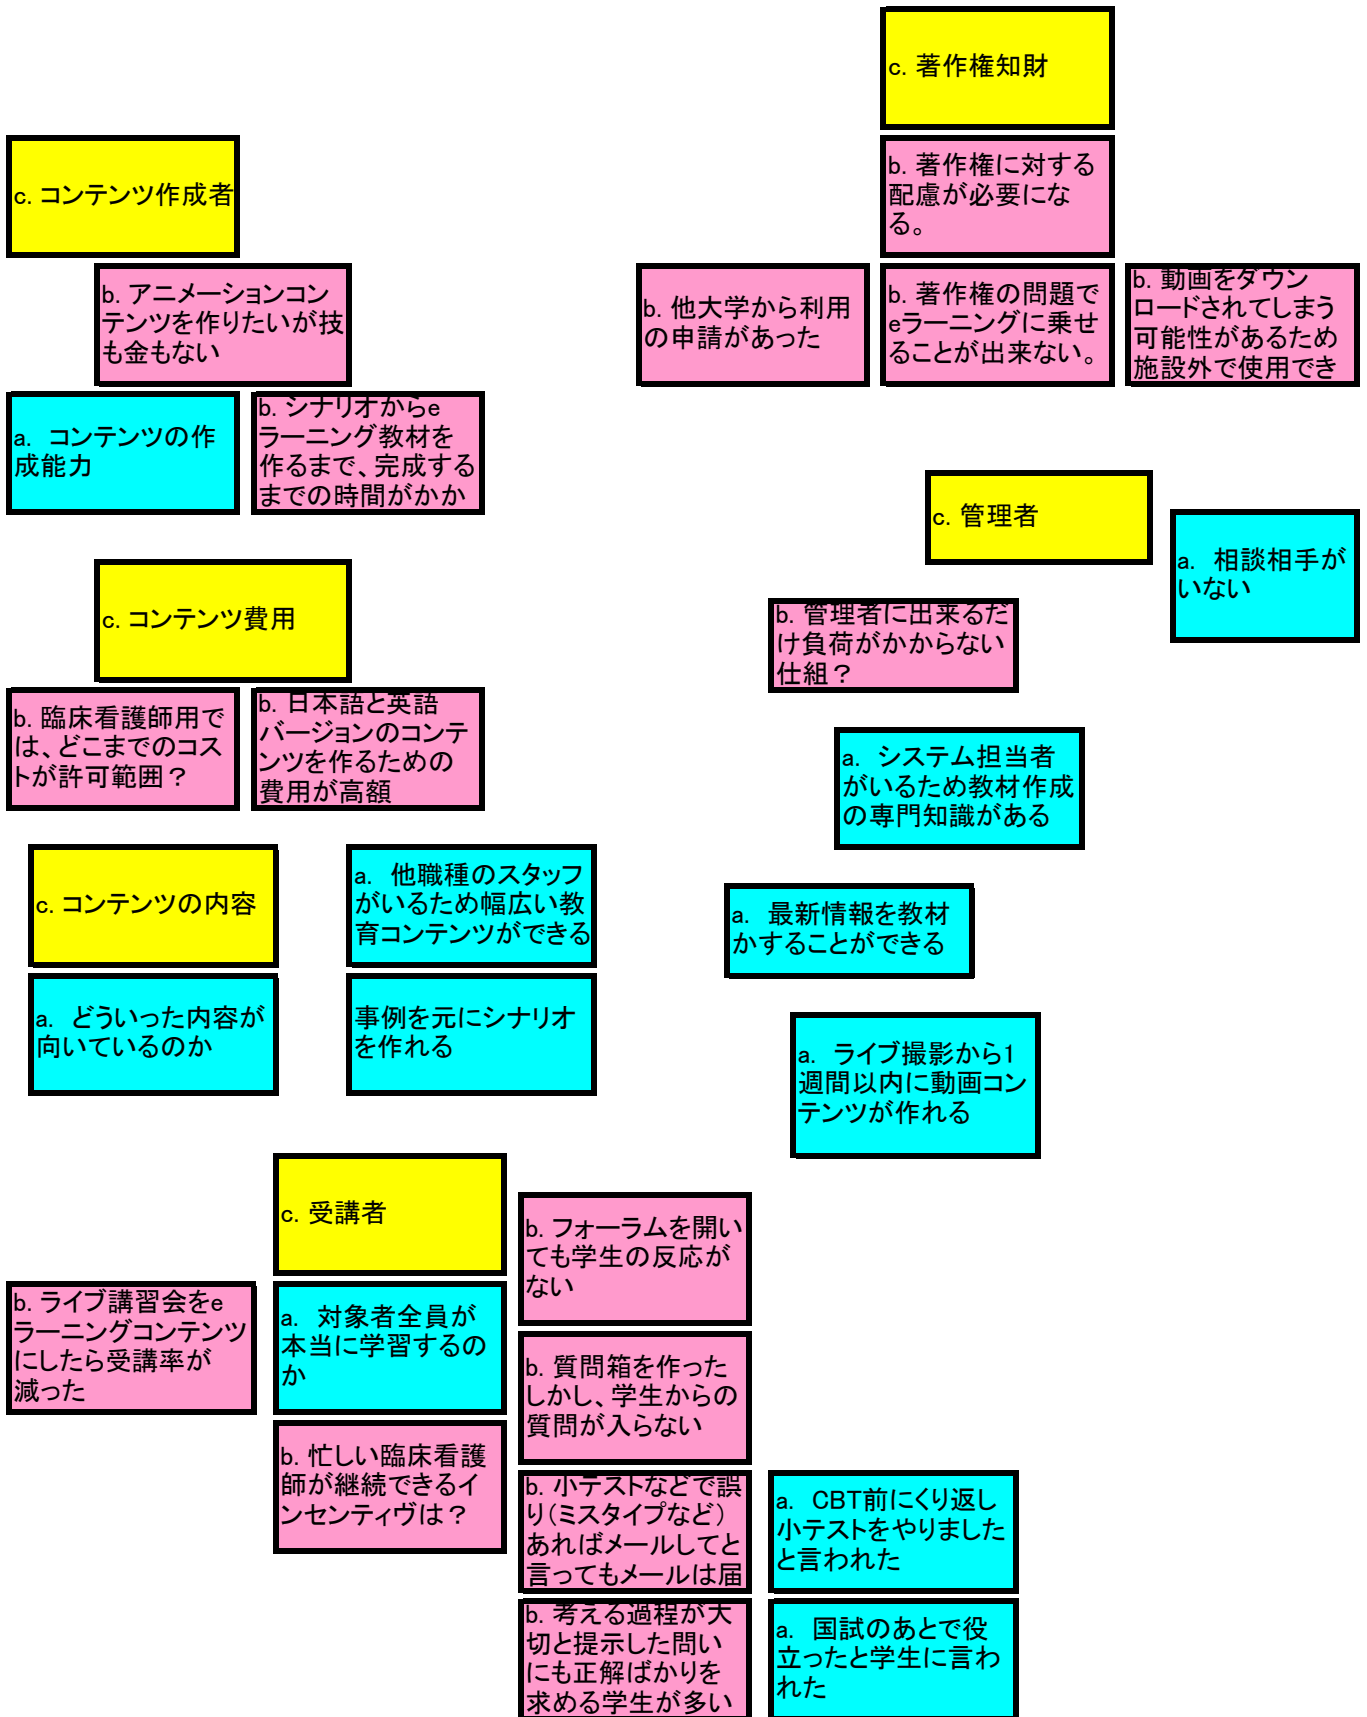 c. 著作権知財
b. 著作権に対する
配慮が必要にな
る。
b. 他大学から利用
の申請があった
b. 著作権の問題で
eラーニングに乗せ
ることが出来ない。
b. 動画をダウン
ロードされてしまう
可能性があるため
施設外で使用でき
c. コンテンツ作成者
b. アニメーションコン
テンツを作りたいが技
も金もない
a. コンテンツの作
成能力
b. シナリオからe
ラーニング教材を
作るまで、完成する
までの時間がかか
c. 管理者
a. 相談相手が
いない
b. 管理者に出来るだ
け負荷がかからない
仕組？
a. システム担当者
がいるため教材作成
の専門知識がある
a. 最新情報を教材
かすることができる
a. ライブ撮影から1
週間以内に動画コン
テンツが作れる
c. コンテンツ費用
b. 臨床看護師用で
は、どこまでのコス
トが許可範囲？
b. 日本語と英語
バージョンのコンテ
ンツを作るための
費用が高額
c. コンテンツの内容
a. 他職種のスタッフ
がいるため幅広い教
育コンテンツができる
a. どういった内容が
向いているのか
事例を元にシナリオ
を作れる
c. 受講者
b. ライブ講習会をe
ラーニングコンテンツ
にしたら受講率が
減った
a. 対象者全員が
本当に学習するの
か
b. 忙しい臨床看護
師が継続できるイ
ンセンティヴは？
b. フォーラムを開い
ても学生の反応が
ない
b. 質問箱を作った
しかし、学生からの
質問が入らない
b. 小テストなどで誤
り（ミスタイプなど）
あればメールしてと
言ってもメールは届
a. CBT前にくり返し
小テストをやりました
と言われた
b. 考える過程が大
切と提示した問い
にも正解ばかりを
求める学生が多い
a. 国試のあとで役
立ったと学生に言わ
れた